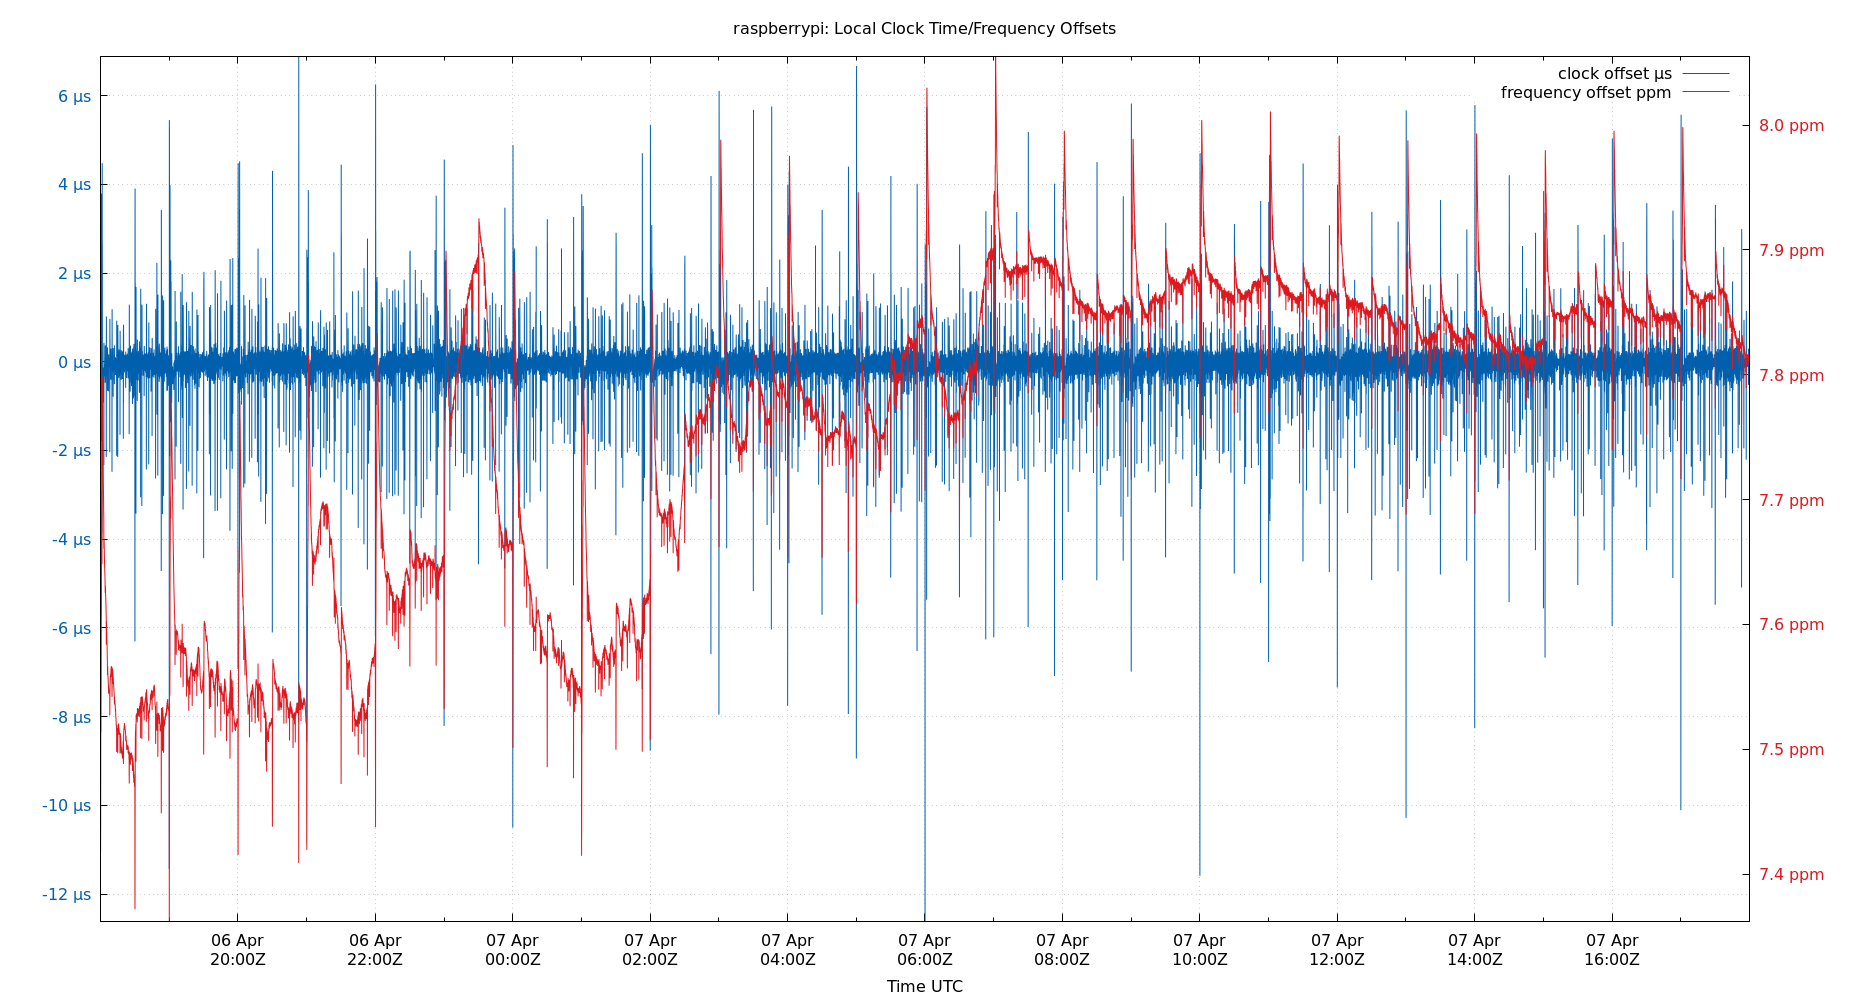 raspberrypi: Local Clock Time/Frequency Offsets
clock offset µs
frequency offset ppm
6 µs
4 µs
2 µs
0 µs
-2 µs
-4 µs
-6 µs
-8 µs
-10 µs
-12 µs
8.0 ppm
7.9 ppm
7.8 ppm
7.7 ppm
7.6 ppm
7.5 ppm
7.4 ppm
06 Apr
20:00Z
06 Apr
22:00Z
07 Apr
00:00Z
07 Apr
02:00Z
07 Apr
04:00Z
07 Apr
06:00Z
07 Apr
08:00Z
07 Apr
10:00Z
07 Apr
12:00Z
07 Apr
14:00Z
07 Apr
16:00Z
Time UTC